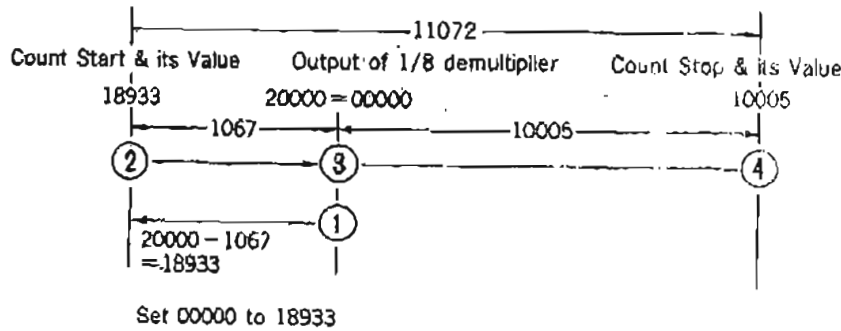 11072
Count Start & its Value Output of 1/8 demultiplier Count Stop & its Value
18933 20000=00000 10005
1067 10005
2 3 4
1
20000-1067
=18933
Set 00000 to 18933